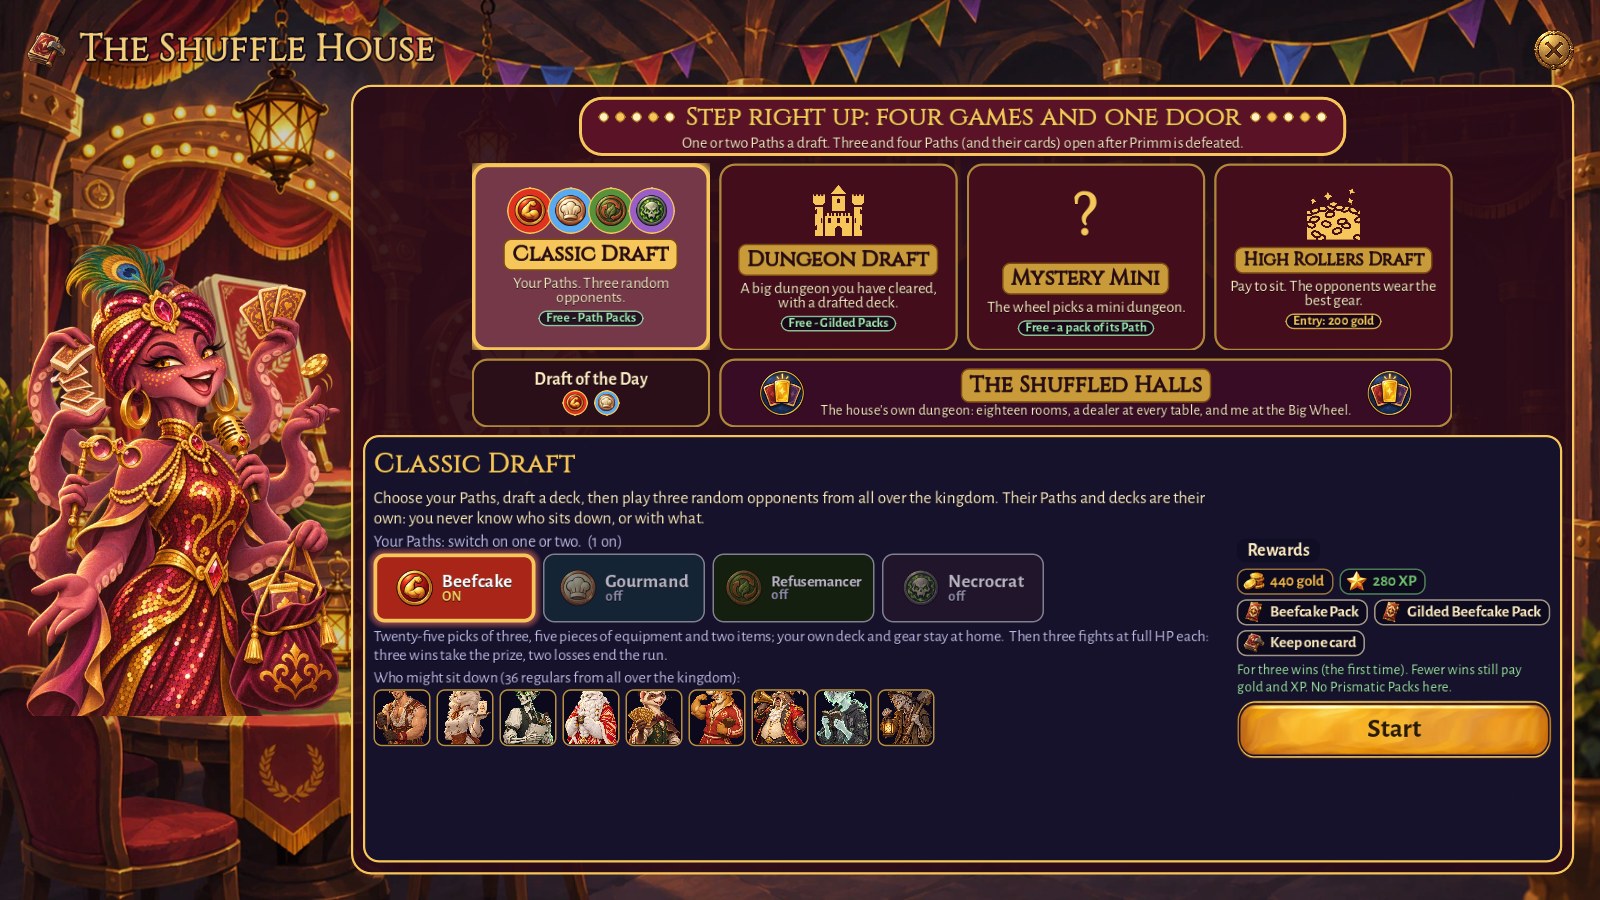 The Shuffle House
Step right up: four games and one door
One or two Paths a draft. Three and four Paths (and their cards) open after Primm is defeated.
Classic Draft
Your Paths. Three random
opponents.
Free - Path Packs
Dungeon Draft
A big dungeon you have cleared,
with a drafted deck.
Free - Gilded Packs
?
Mystery Mini
The wheel picks a mini dungeon.
Free - a pack of its Path
High Rollers Draft
Pay to sit. The opponents wear the
best gear.
Entry: 200 gold
Draft of the Day
The Shuffled Halls
The house's own dungeon: eighteen rooms, a dealer at every table, and me at the Big Wheel.
Classic Draft
Choose your Paths, draft a deck, then play three random opponents from all over the kingdom. Their Paths and decks are their
own: you never know who sits down, or with what.
Your Paths: switch on one or two. (1 on)
Beefcake
ON
Gourmand
off
Refusemancer
off
Necrocrat
off
Twenty-five picks of three, five pieces of equipment and two items; your own deck and gear stay at home. Then three fights at full HP each:
three wins take the prize, two losses end the run.
Who might sit down (36 regulars from all over the kingdom):
Rewards
440 gold
280 XP
Beefcake Pack
Gilded Beefcake Pack
Keep one card
For three wins (the first time). Fewer wins still pay
gold and XP. No Prismatic Packs here.
Start